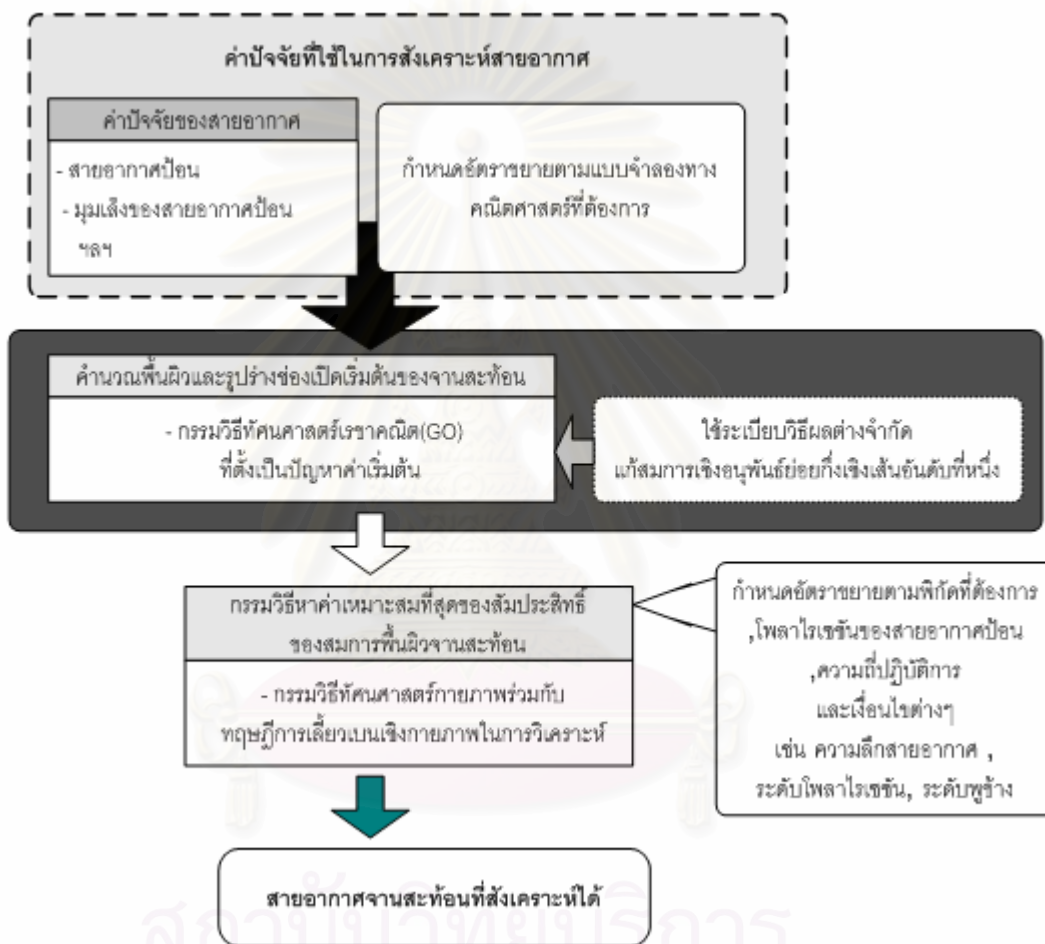 ค่าปัจจัยที่ใช้ในการสังเคราะห์สายอากาศ
ค่าปัจจัยของสายอากาศ
- สายอากาศป้อน
- มุมเล็งของสายอากาศป้อน
ฯลฯ
กำหนดอัตราขยายตามแบบจำลองทาง
คณิตศาสตร์ที่ต้องการ
คำนวณพื้นผิวและรูปร่างช่องเปิดเริ่มต้นของจานสะท้อน
- กรรมวิธีทัศนศาสตร์เรขาคณิต(GO)
ที่ตั้งเป็นปัญหาค่าเริ่มต้น
ใช้ระเบียบวิธีผลต่างจำกัด
แก้สมการเชิงอนุพันธ์ย่อยกึ่งเชิงเส้นอันดับที่หนึ่ง
กรรมวิธีหาค่าเหมาะสมที่สุดของสัมประสิทธิ์
ของสมการพื้นผิวจานสะท้อน
- กรรมวิธีทัศนศาสตร์กายภาพร่วมกับ
ทฤษฎีการเลี้ยวเบนเชิงกายภาพในการวิเคราะห์
กำหนดอัตราขยายตามพิกัดที่ต้องการ
,โพลาไรเซชันของสายอากาศป้อน
,ความถี่ปฏิบัติการ
และเงื่อนไขต่างๆ
เช่น ความลึกสายอากาศ ,
ระดับโพลาไรเซชัน, ระดับพูข้าง
สายอากาศจานสะท้อนที่สังเคราะห์ได้
สถาบันวิทยบริการ